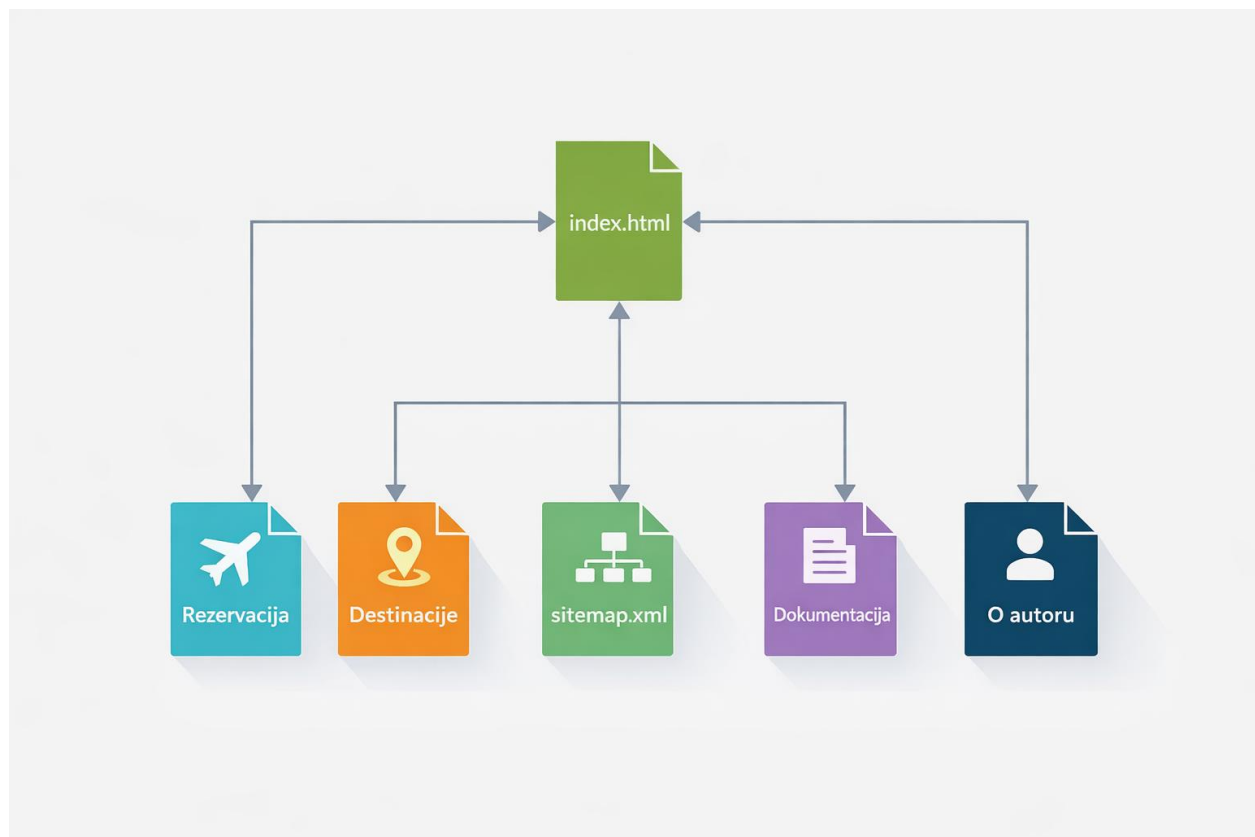 index.html
Rezervacija
Destinacije
sitemap.xml
Dokumentacija
O autoru